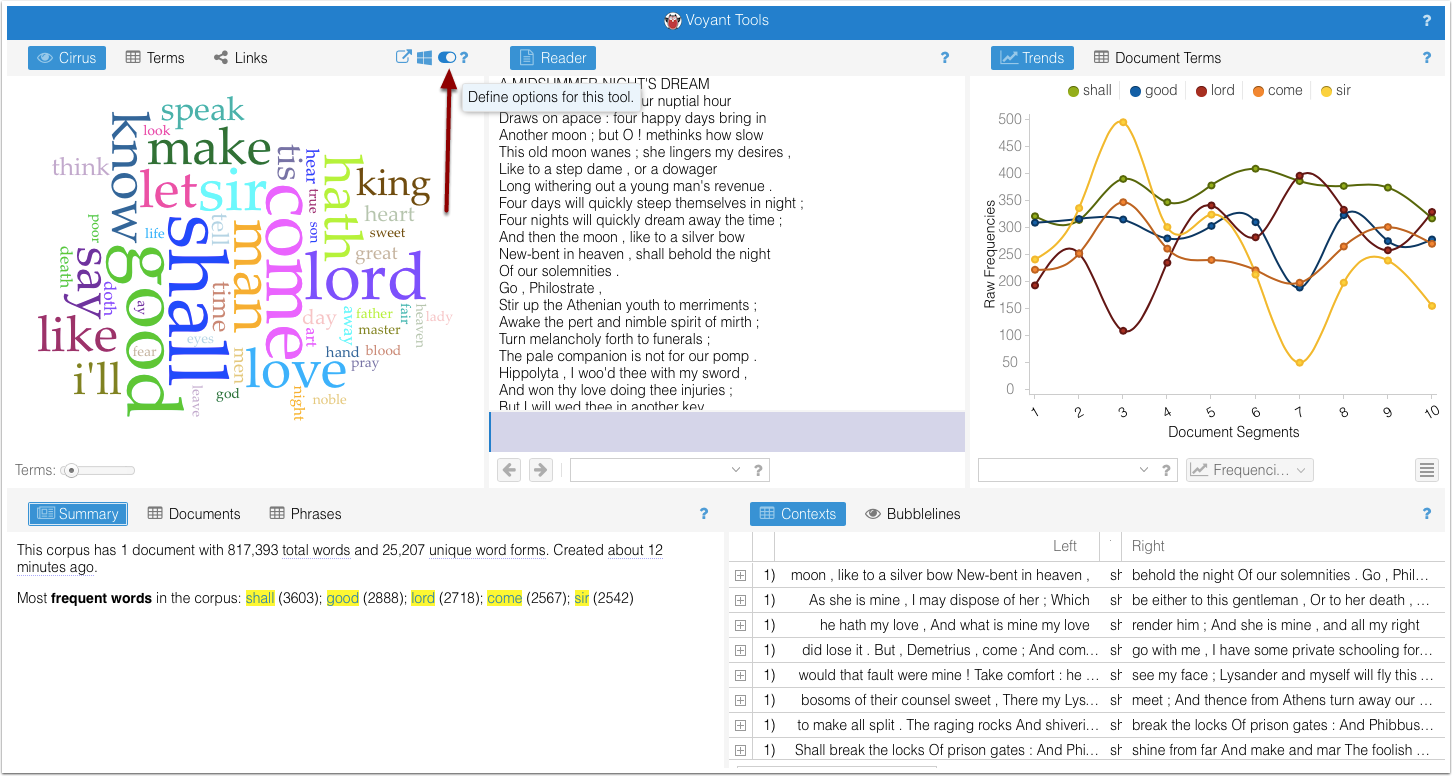 Voyant Tools
?
Cirrus
Terms
Links
?
Reader
?
Trends
Document Terms
?
Define options for this tool.
speak
look
know
make
think
tis
hear
hath
king
let
sir
true
come
heart
sweet
son
great
poor
life
tell
shall
man
lord
death
say
good
doth
ay
time
day
away
father
fair
heaven
lady
master
art
like
eyes
fear
hand
blood
pray
men
love
i'll
god
leave
night
noble
Terms:
A MIDSUMMER NIGHT'S DREAM
ur nuptial hour
Draws on apace : four happy days bring in
Another moon ; but O ! methinks how slow
This old moon wanes ; she lingers my desires ,
Like to a step dame , or a dowager
Long withering out a young man's revenue .
Four days will quickly steep themselves in night ;
Four nights will quickly dream away the time ;
And then the moon , like to a silver bow
New-bent in heaven , shall behold the night
Of our solemnities .
Go , Philostrate ,
Stir up the Athenian youth to merriments ;
Awake the pert and nimble spirit of mirth ;
Turn melancholy forth to funerals ;
The pale companion is not for our pomp .
Hippolyta , I woo'd thee with my sword ,
And won thy love doing thee injuries ;
But I will wed thee in another key
?
shall
good
lord
come
sir
Raw Frequencies
500
450
400
350
300
250
200
150
100
50
0
1 2 3 4 5 6 7 8 9 10
Document Segments
?
Frequenci...
Summary
Documents
Phrases
?
This corpus has 1 document with 817,393 total words and 25,207 unique word forms. Created about 12
minutes ago.
Most frequent words in the corpus: shall (3603); good (2888); lord (2718); come (2567); sir (2542)
Contexts
Bubblelines
?
Left Right
1) moon , like to a silver bow New-bent in heaven , sh behold the night Of our solemnities . Go , Phil...
1) As she is mine , I may dispose of her ; Which sh be either to this gentleman , Or to her death , ...
1) he hath my love , And what is mine my love sh render him ; And she is mine , and all my right
1) did lose it . But , Demetrius , come ; And com... sh go with me , I have some private schooling for...
1) would that fault were mine ! Take comfort : he ... sh see my face ; Lysander and myself will fly this ...
1) bosoms of their counsel sweet , There my Lys... sh meet ; And thence from Athens turn away our ...
1) to make all split . The raging rocks And shiveri... sh break the locks Of prison gates : And Phibbus...
1) Shall break the locks Of prison gates : And Phi... sh shine from far And make and mar The foolish ...